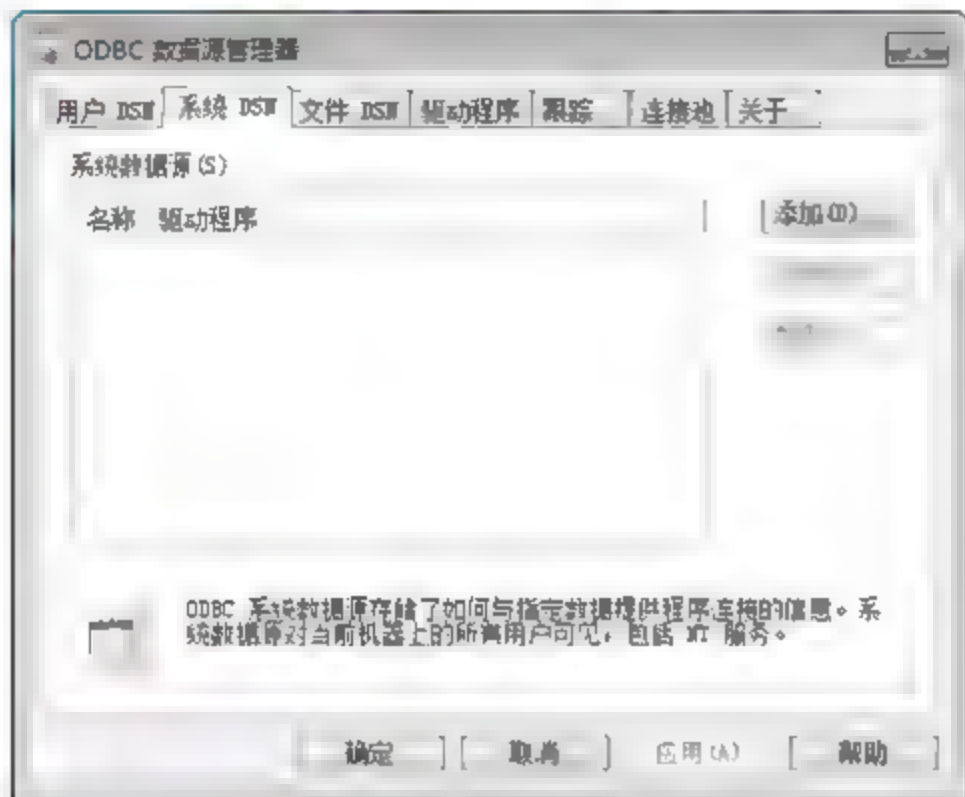 ODBC 数据源管理器
用户 DSN 系统 DSN 文件 DSN 驱动程序 跟踪 连接池 关于
系统数据源(S)
名称 驱动程序
添加(D)
ODBC 系统数据源存储了如何与指定数据提供程序连接的信息。系
统数据源对当前机器上的所有用户可见，包括 NT 服务。
确定 取消 应用(A) 帮助